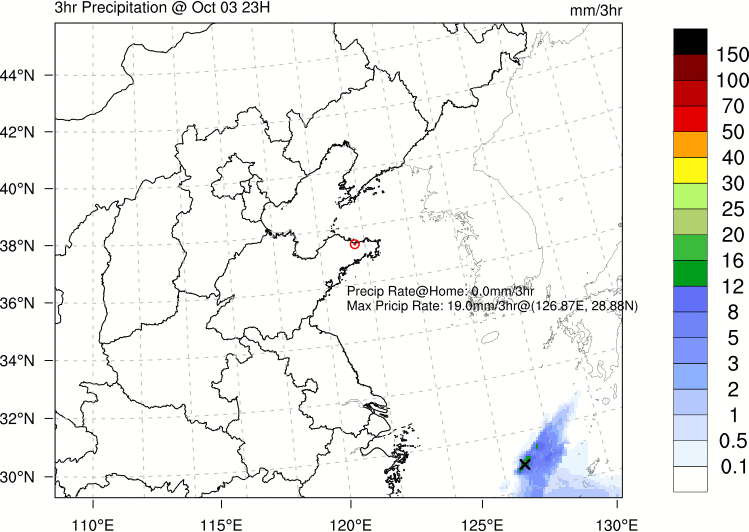 3hr Precipitation @ Oct 03 23H
mm/3hr
44°N
42°N
40°N
38°N
36°N
34°N
32°N
30°N
Precip Rate@Home: 0.0mm/3hr
Max Pricip Rate: 19.0mm/3hr@(126.87E, 28.88N)
110°E 115°E 120°E 125°E 130°E
150
100
70
50
40
30
25
20
16
12
8
5
3
2
1
0.5
0.1